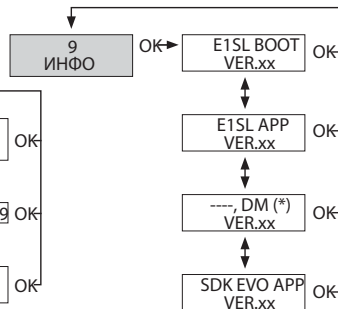 9
ИНФО
OK
E1SL BOOT
VER.xx
OK
E1SL APP
VER.xx
OK
----, DM (*)
VER.xx
OK
SDK EVO APP
VER.xx
OK
OK
9 OK
OK